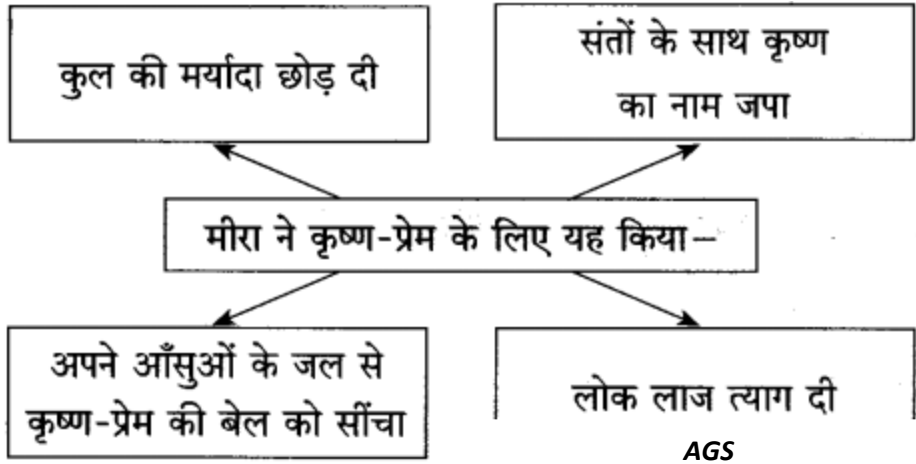 कुल की मर्यादा छोड़ दी
संतों के साथ कृष्ण
का नाम जपा
मीरा ने कृष्ण-प्रेम के लिए यह किया—
अपने आँसुओं के जल से
कृष्ण-प्रेम की बेल को सींचा
लोक लाज त्याग दी
AGS